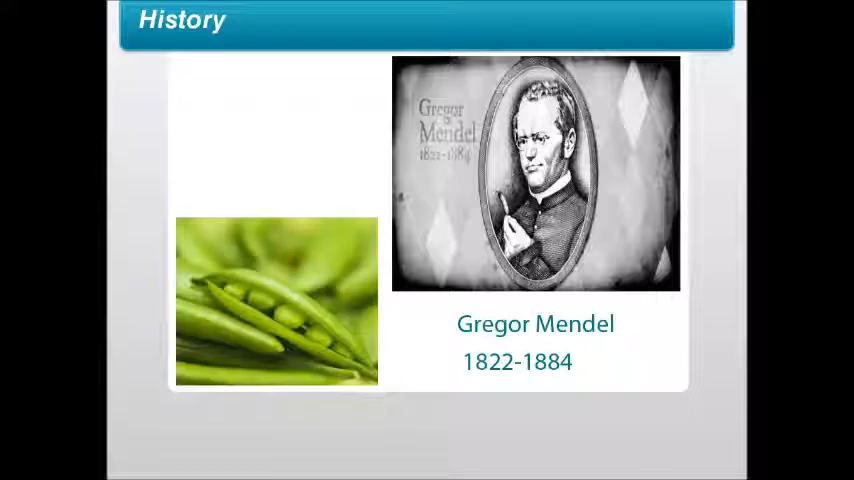 History
Gregor
Mendel
1822-1884
Gregor Mendel
1822-1884